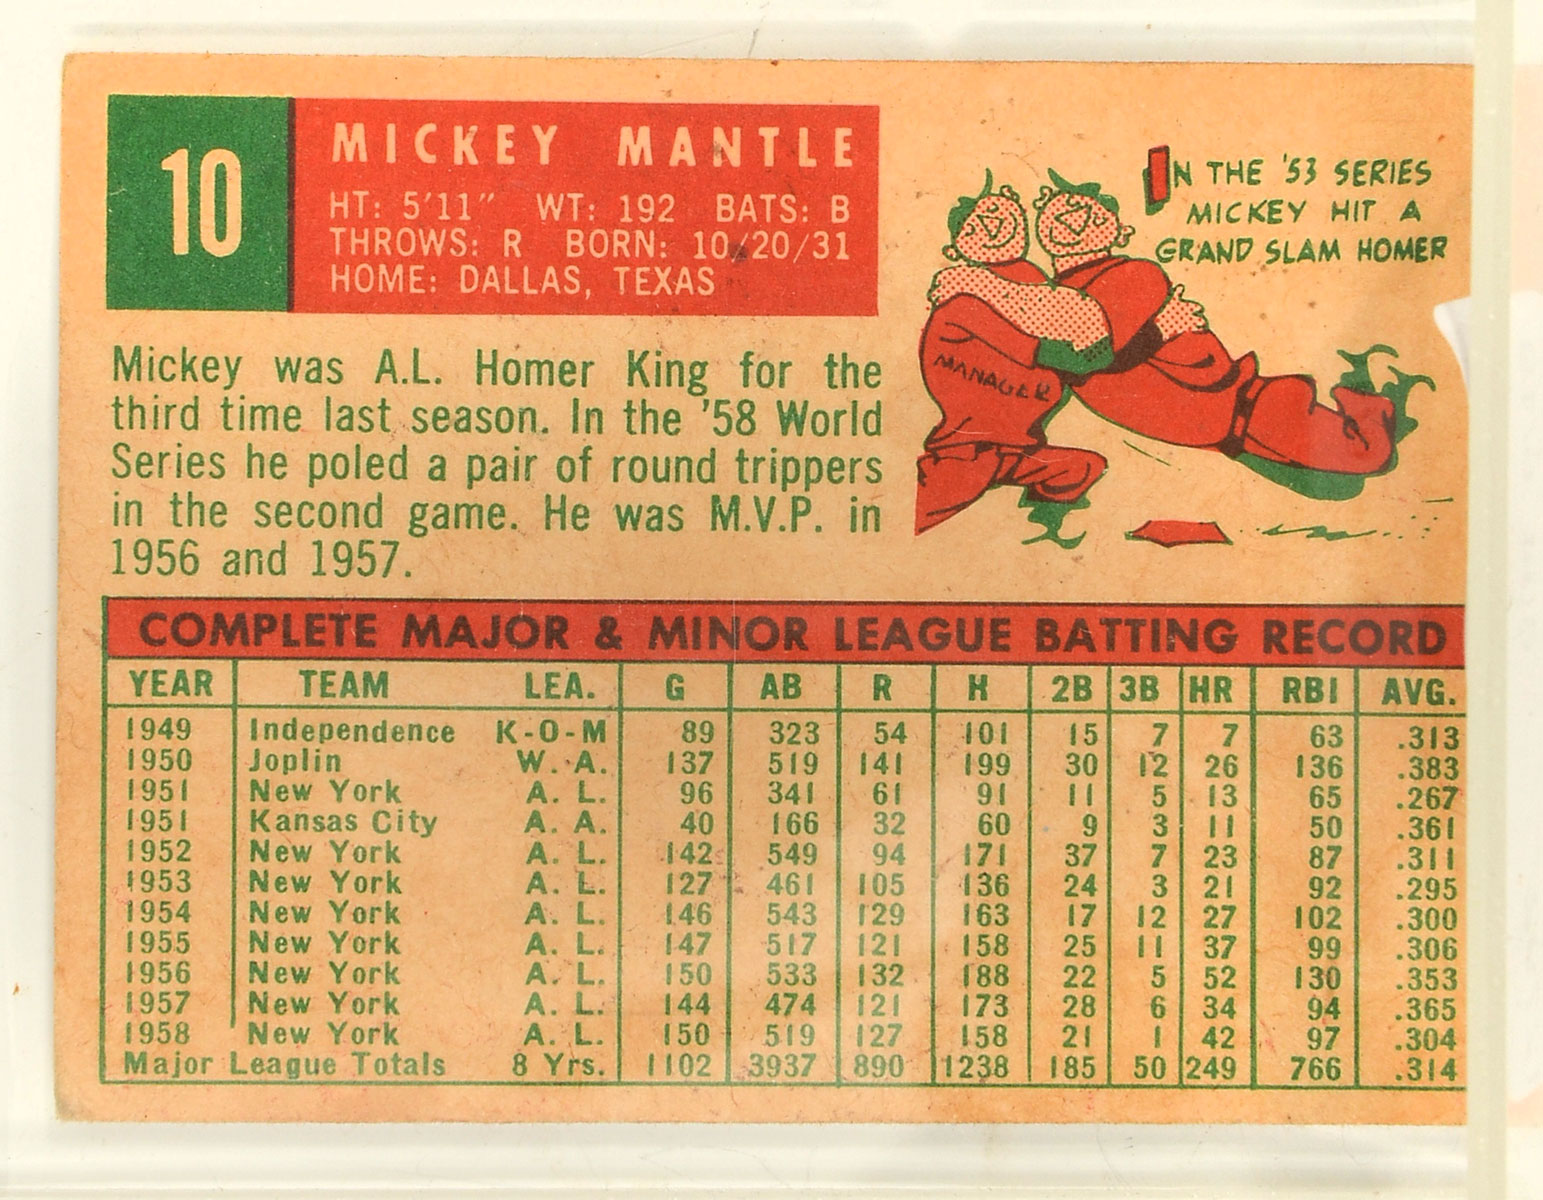 10
MICKEY MANTLE
HT: 5'11" WT: 192 BATS: B
THROWS: R BORN: 10/20/31
HOME: DALLAS, TEXAS
IN THE '53 SERIES
MICKEY HIT A
GRAND SLAM HOMER
MANAGER
Mickey was A.L. Homer King for the
third time last season. In the '58 World
Series he poled a pair of round trippers
in the second game. He was M.V.P. in
1956 and 1957.
COMPLETE MAJOR & MINOR LEAGUE BATTING RECORD
YEAR TEAM LEA. G AB R H 2B 3B HR RBI AVG.
1949 Independence K-O-M 89 323 54 101 15 7 7 63 .313
1950 Joplin W. A. 137 519 141 199 30 12 26 136 .383
1951 New York A. L. 96 341 61 91 11 5 13 65 .267
1951 Kansas City A. A. 40 166 32 60 9 3 11 50 .361
1952 New York A. L. 142 549 94 171 37 7 23 87 .311
1953 New York A. L. 127 461 105 136 24 3 21 92 .295
1954 New York A. L. 146 543 129 163 17 12 27 102 .300
1955 New York A. L. 147 517 121 158 25 11 37 99 .306
1956 New York A. L. 150 533 132 188 22 5 52 130 .353
1957 New York A. L. 144 474 121 173 28 6 34 94 .365
1958 New York A. L. 150 519 127 158 21 1 42 97 .304
Major League Totals 8 Yrs. 1102 3937 890 1238 185 50 249 766 .314